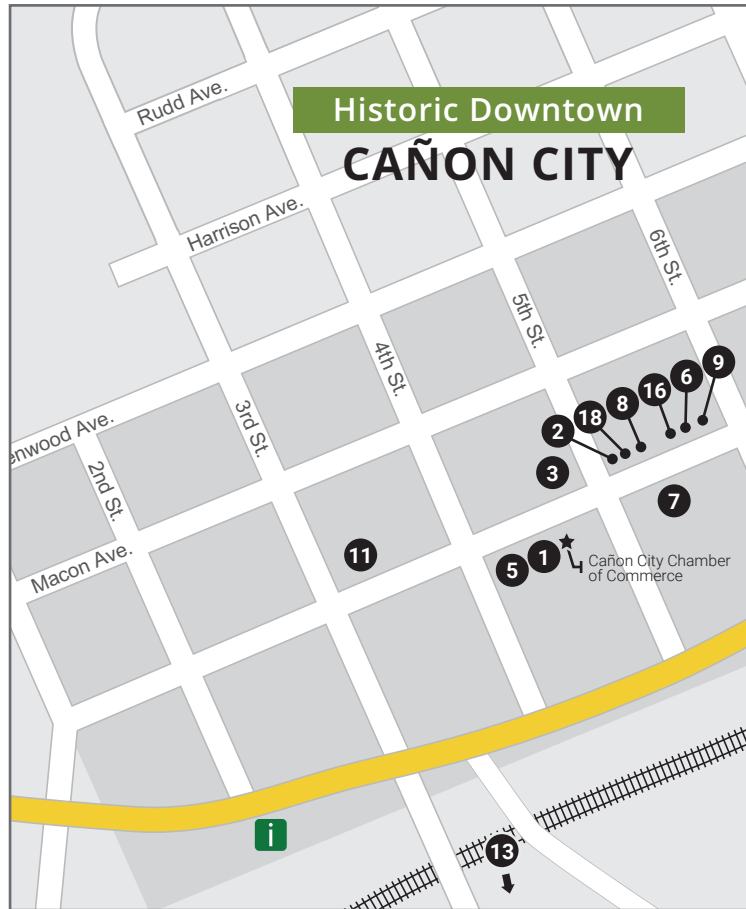 Historic Downtown
CAÑON CITY
Rudd Ave.
Harrison Ave.
6th St.
5th St.
4th St.
3rd St.
enwood Ave.
2nd St.
Macon Ave.
9
6
16
8
18
2
3
7
11
1
5
Cañon City Chamber
of Commerce
i
13